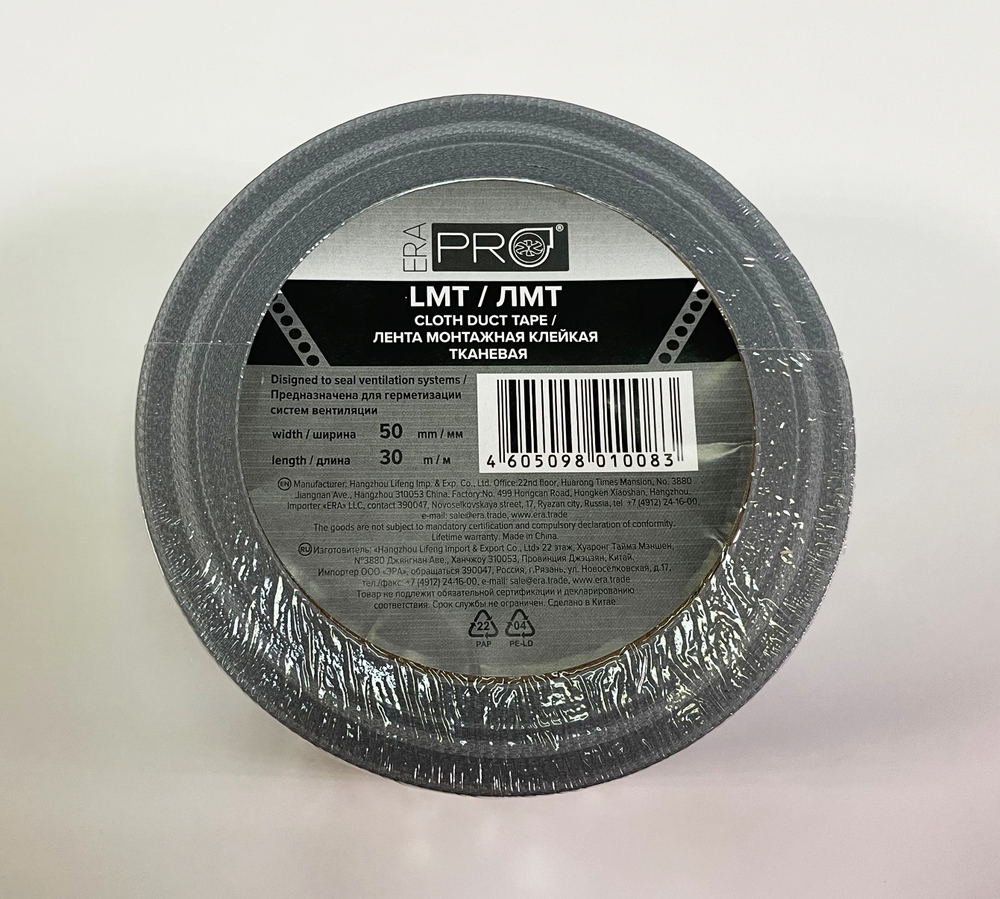 ERA PRO®
LMT / ЛМТ
CLOTH DUCT TAPE /
ЛЕНТА МОНТАЖНАЯ КЛЕЙКАЯ
ТКАНЕВАЯ
Disigned to seal ventilation systems /
Предназначена для герметизации
систем вентиляции
width / ширина 50 mm / мм
length / длина 30 m / м
4 605098 010083
EN Manufacturer: Hangzhou Lifeng Imp. & Exp. Co., Ltd. Office:22nd floor, Huarong Times Mansion, No. 3880
Jiangnan Ave., Hangzhou 310053 China. Factory:No. 499 Hongcan Road, Hongken Xiaoshan, Hangzhou.
Importer «ERA» LLC, contact 390047, Novoselkovskaya street, 17, Ryazan city, Russia, tel +7 (4912) 24-16-00,
e-mail: sale@era.trade, www.era.trade
The goods are not subject to mandatory certification and compulsory declaration of conformity.
Lifetime warranty. Made in China.
RU Изготовитель: «Hangzhou Lifeng Import & Export Co., Ltd» 22 этаж, Хуаронг Таймз Мэншен,
№3880 Джингнан Аве., Ханчжоу 310053, Провинция Джэцзян, Китай.
Импортер ООО «ЭРА», обращаться 390047, Россия, г.Рязань, ул. Новосёлковская, д.17,
тел./факс: +7 (4912) 24-16-00, e-mail: sale@era.trade, www.era.trade
Товар не подлежит обязательной сертификации и декларированию
соответствия. Срок службы не ограничен. Сделано в Китае.
22 04
PAP PE-LD